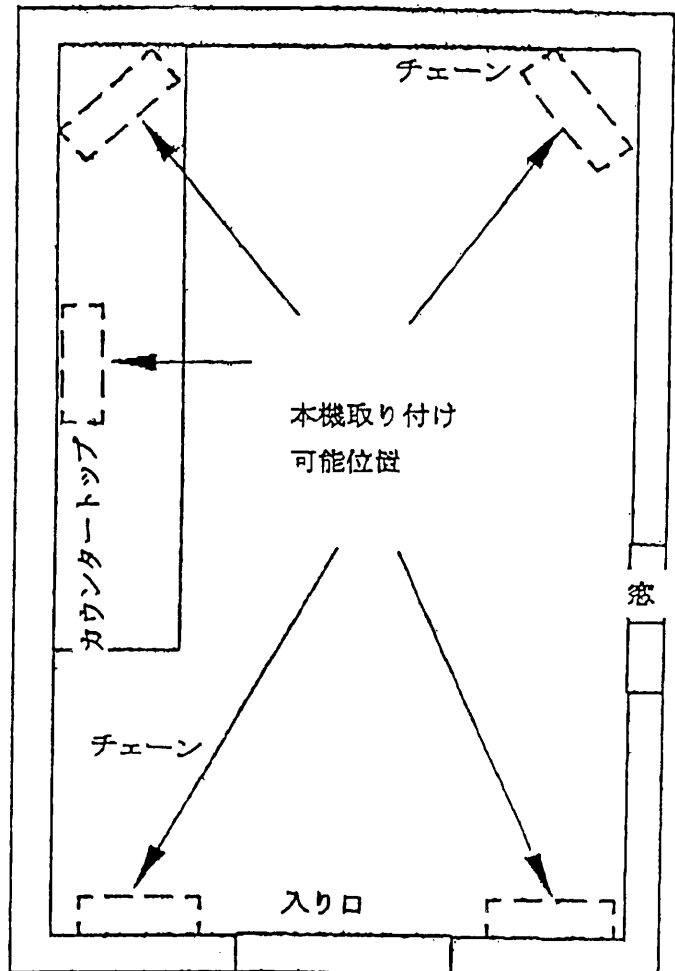 チェーン
本機取り付け
可能位置
カウンタートップ
窓
チェーン
入り口